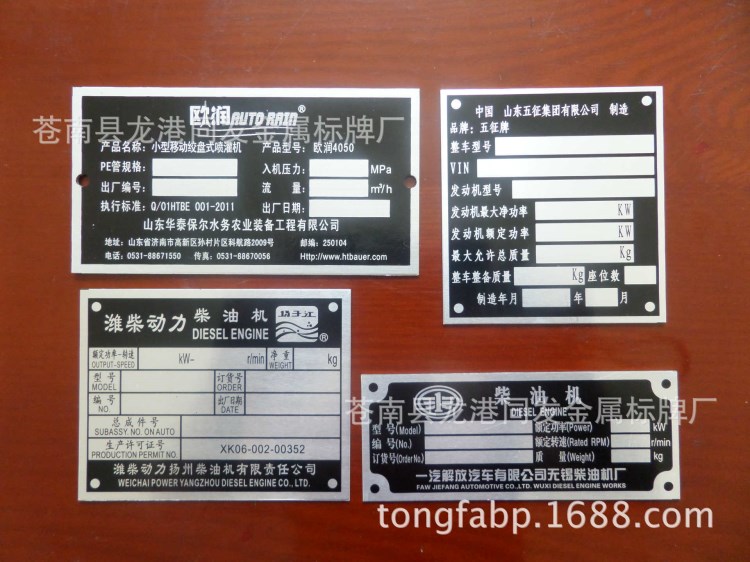 欧润 AUTO RAIN ®
产品名称: 小型移动绞盘式喷灌机 产品型号: 欧润4050
PE管规格: 入机压力: MPa
出厂编号: 流 量: m³/h
执行标准: Q/01HTBE 001-2011 出厂日期:
山东华泰保尔水务农业装备工程有限公司
地址: 山东省济南市高新区孙村片区科航路2009号 邮编: 250104
电话: 0531-88671550 传真: 0531-88670056 Http://www.htbauer.com
中国 山东五征集团有限公司 制造
品牌: 五征牌
整车型号
VIN
发动机型号
发动机最大净功率 KW
发动机额定功率 KW
最大允许总质量 Kg
整车整备质量 Kg 座位数
制造年月 年 月
苍南县龙港同发金属标牌厂
潍柴动力 柴油机 扬子江 ®
DIESEL ENGINE
额定功率-转速 kW- r/min 净重 kg
OUTPUT-SPEED WEIGHT
型号 订货号
MODEL ORDER
编号 出厂日期
NO. DATE
总成件号
SUBASSY NO. ON AUTO
生产许可证号 XK06-002-00352
PRODUCTION PERMIT NO.
潍柴动力扬州柴油机有限责任公司
WEICHAI POWER YANGZHOU DIESEL ENGINE CO., LTD.
柴油机
DIESEL ENGINE
型号(Model) 额定功率(Power) kW
编号(No.) 额定转速(Rated RPM) r/min
订货号(Order No.) 质量(Weight) kg
一汽解放汽车有限公司无锡柴油机厂
FAW JIEFANG AUTOMOTIVE CO.,LTD. WUXI DIESEL ENGINE WORKS
苍南县龙港同发金属标牌厂
tongfabp.1688.com